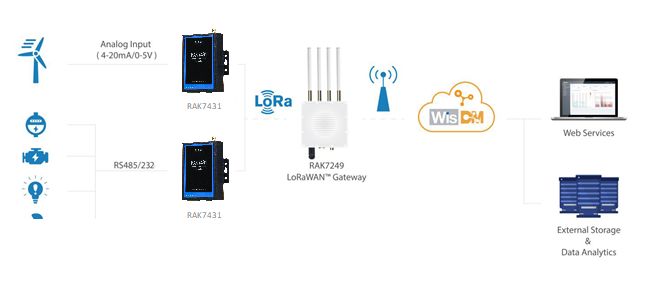 Analog Input
( 4-20mA/0-5V )
RAK7431
LoRa
RS485/232
RAK7431
RAK7249
LoRaWAN™ Gateway
WisDM
Web Services
External Storage
&
Data Analytics